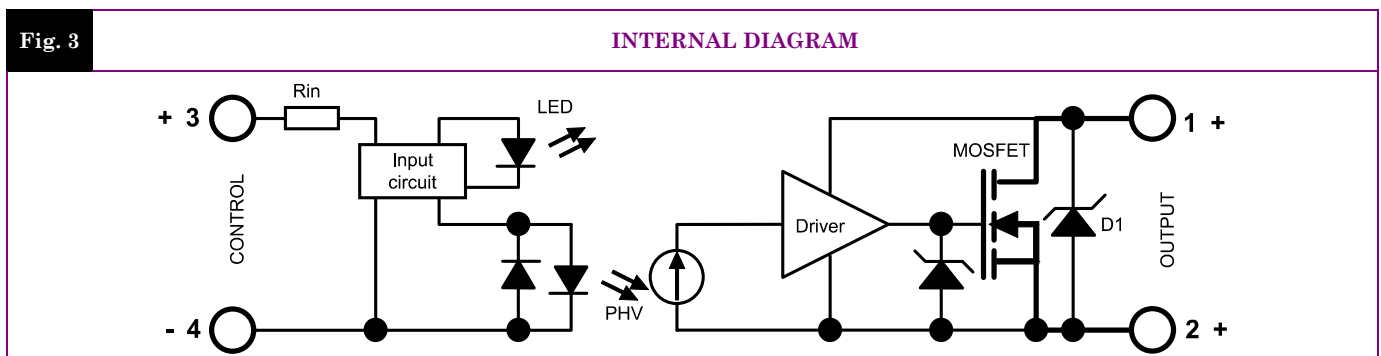 Fig. 3
INTERNAL DIAGRAM
+ 3
Rin
LED
Input
circuit
CONTROL
- 4
PHV
Driver
MOSFET
D1
1 +
OUTPUT
2 +